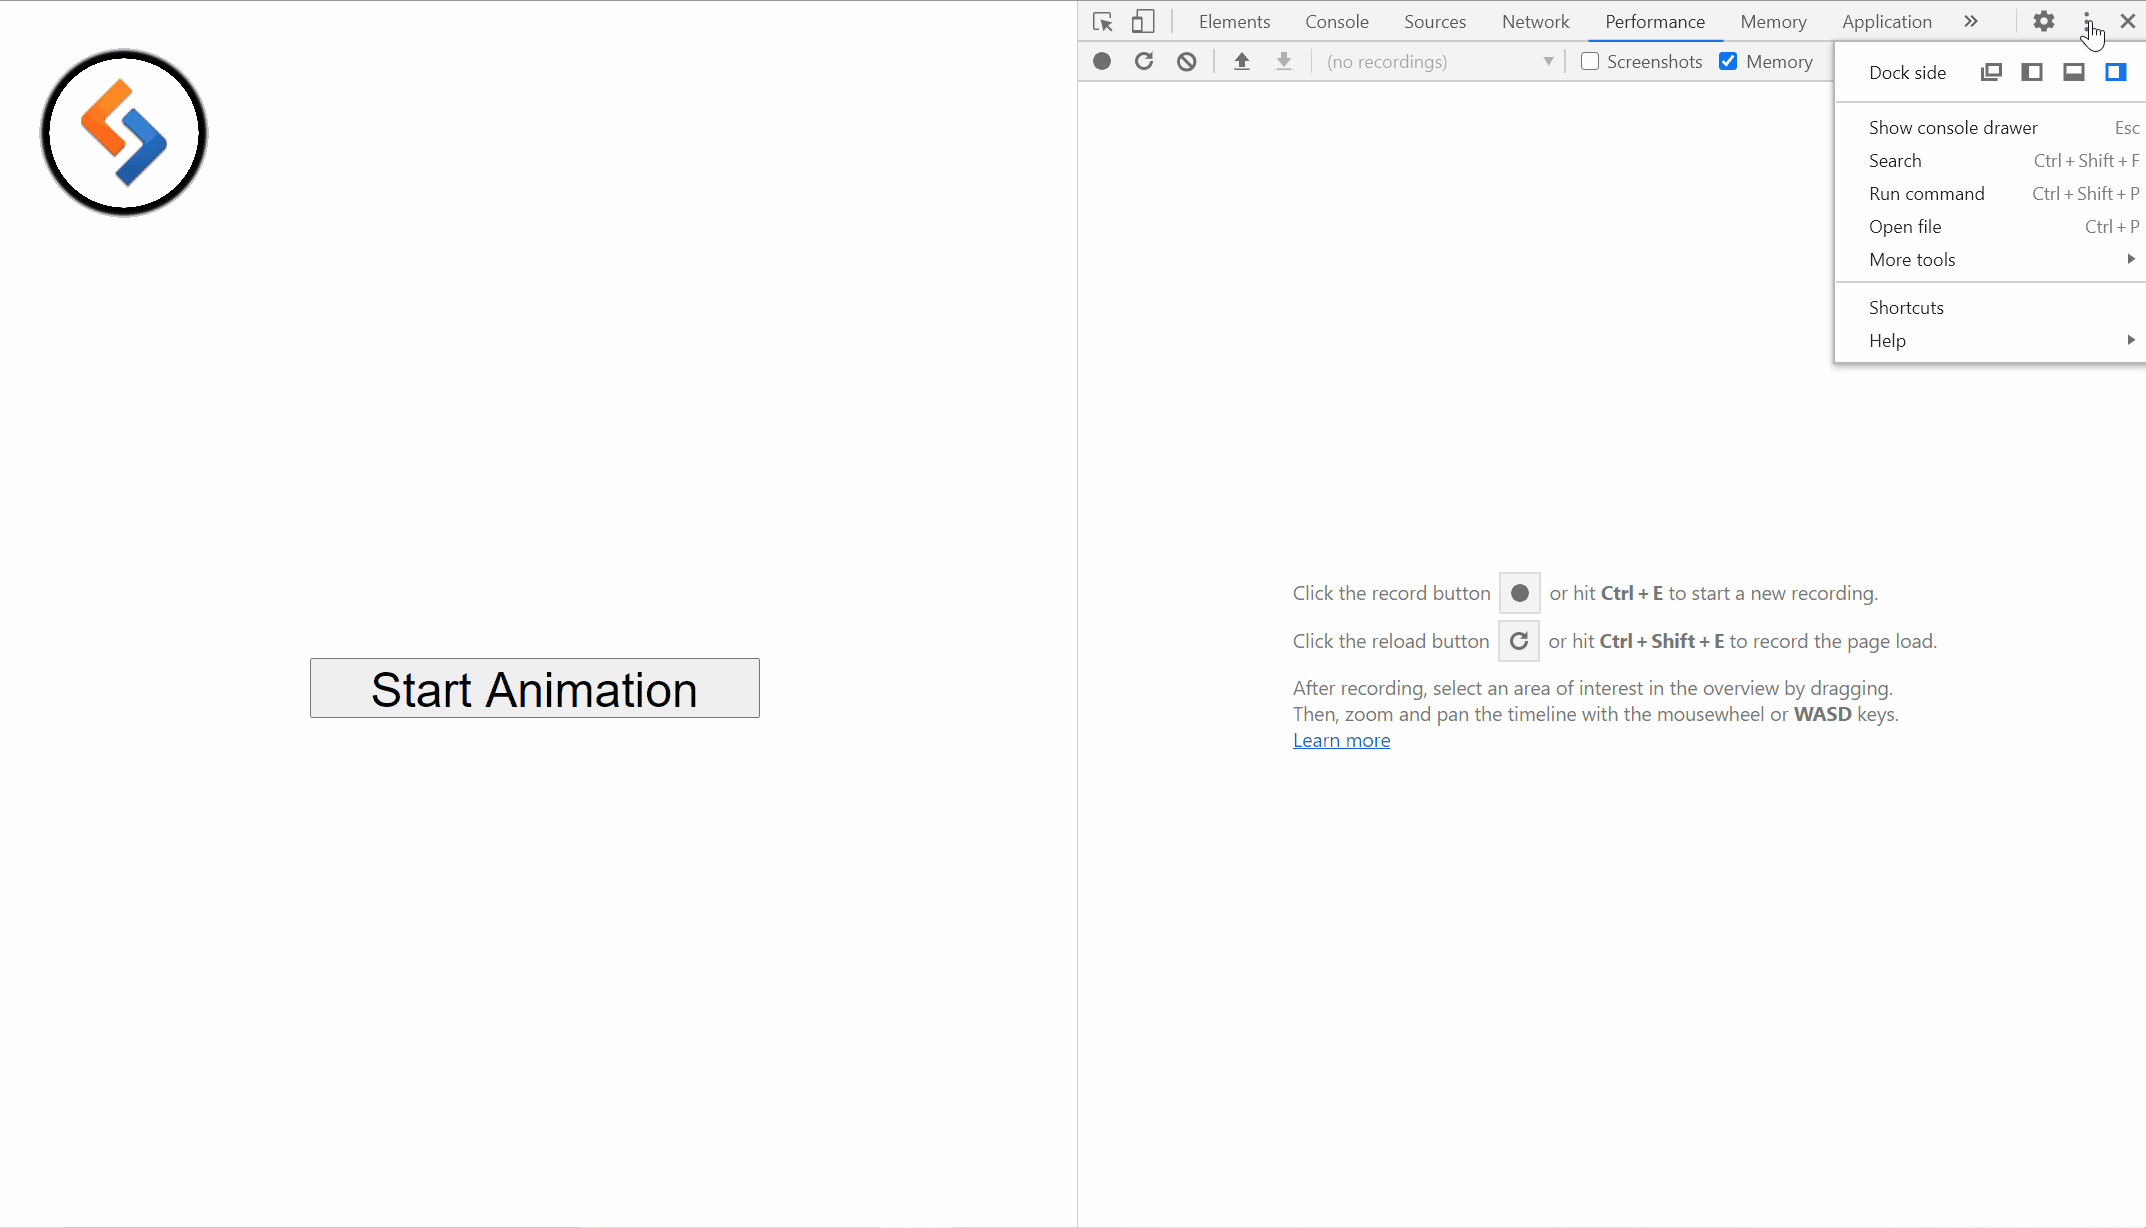 Elements Console Sources Network Performance Memory Application
(no recordings) Screenshots Memory
Dock side
Show console drawer Esc
Search Ctrl + Shift + F
Run command Ctrl + Shift + P
Open file Ctrl + P
More tools
Shortcuts
Help
Start Animation
Click the record button or hit Ctrl + E to start a new recording.
Click the reload button or hit Ctrl + Shift + E to record the page load.
After recording, select an area of interest in the overview by dragging.
Then, zoom and pan the timeline with the mousewheel or WASD keys.
Learn more